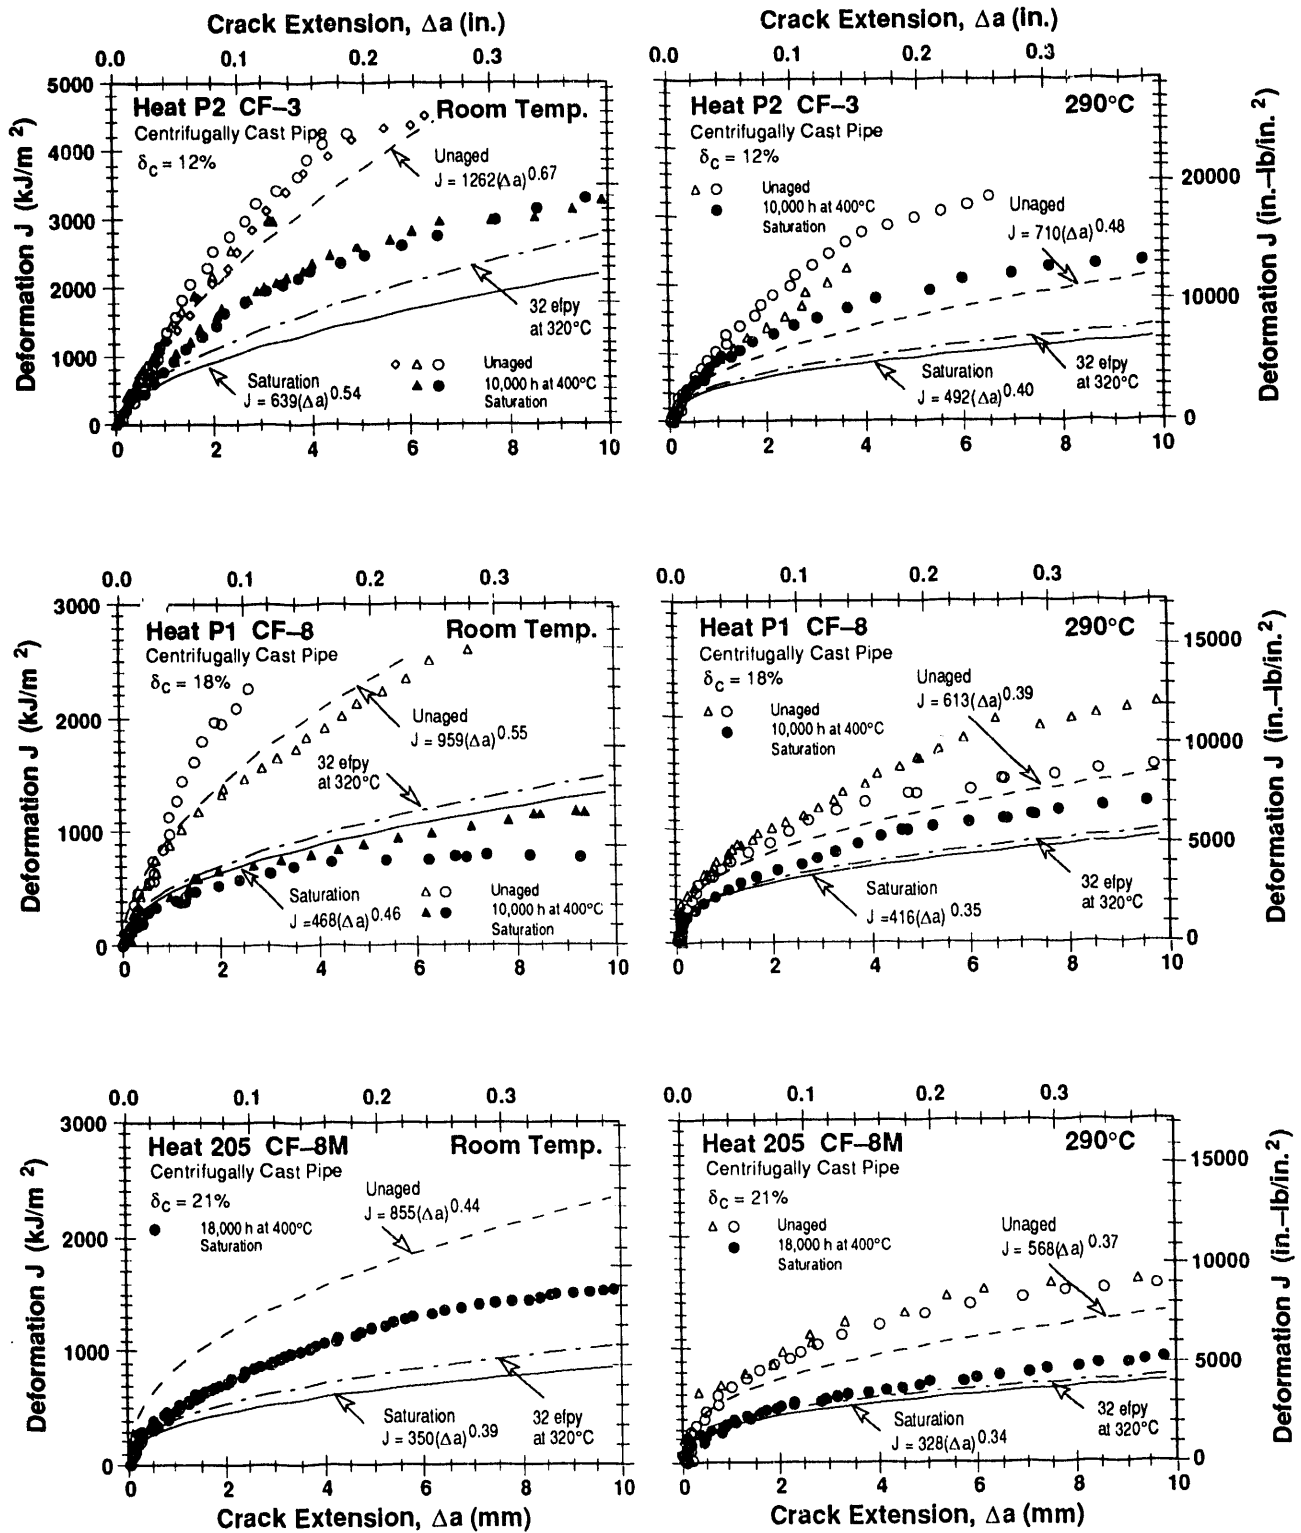 Crack Extension, Δa (in.)
0.0 0.1 0.2 0.3
5000
4000
3000
2000
1000
0
Deformation J (kJ/m ²)
Heat P2 CF–3
Room Temp.
Centrifugally Cast Pipe
δC = 12%
Unaged
J = 1262(Δa)0.67
32 efpy
at 320°C
Saturation
J = 639(Δa)0.54
Unaged
10,000 h at 400°C
Saturation
0 2 4 6 8 10
Crack Extension, Δa (in.)
0.0 0.1 0.2 0.3
Heat P2 CF–3
290°C
Centrifugally Cast Pipe
δC = 12%
Unaged
10,000 h at 400°C
Saturation
Unaged
J = 710(Δa)0.48
32 efpy
at 320°C
Saturation
J = 492(Δa)0.40
20000
10000
0
Deformation J (in.–lb/in. ²)
0 2 4 6 8 10
0.0 0.1 0.2 0.3
3000
2000
1000
0
Deformation J (kJ/m ²)
Heat P1 CF–8
Room Temp.
Centrifugally Cast Pipe
δC = 18%
Unaged
J = 959(Δa)0.55
32 efpy
at 320°C
Saturation
J =468(Δa)0.46
Unaged
10,000 h at 400°C
Saturation
0 2 4 6 8 10
0.0 0.1 0.2 0.3
Heat P1 CF–8
290°C
Centrifugally Cast Pipe
δC = 18%
Unaged
10,000 h at 400°C
Saturation
Unaged
J = 613(Δa)0.39
Saturation
J =416(Δa)0.35
32 efpy
at 320°C
15000
10000
5000
0
Deformation J (in.–lb/in. ²)
0 2 4 6 8 10
0.0 0.1 0.2 0.3
3000
2000
1000
0
Deformation J (kJ/m ²)
Heat 205 CF–8M
Room Temp.
Centrifugally Cast Pipe
δC = 21%
18,000 h at 400°C
Saturation
Unaged
J = 855(Δa)0.44
Saturation
J = 350(Δa)0.39
32 efpy
at 320°C
0 2 4 6 8 10
Crack Extension, Δa (mm)
0.0 0.1 0.2 0.3
Heat 205 CF–8M
290°C
Centrifugally Cast Pipe
δC = 21%
Unaged
18,000 h at 400°C
Saturation
Unaged
J = 568(Δa)0.37
Saturation
J = 328(Δa)0.34
32 efpy
at 320°C
15000
10000
5000
0
Deformation J (in.–lb/in. ²)
0 2 4 6 8 10
Crack Extension, Δa (mm)